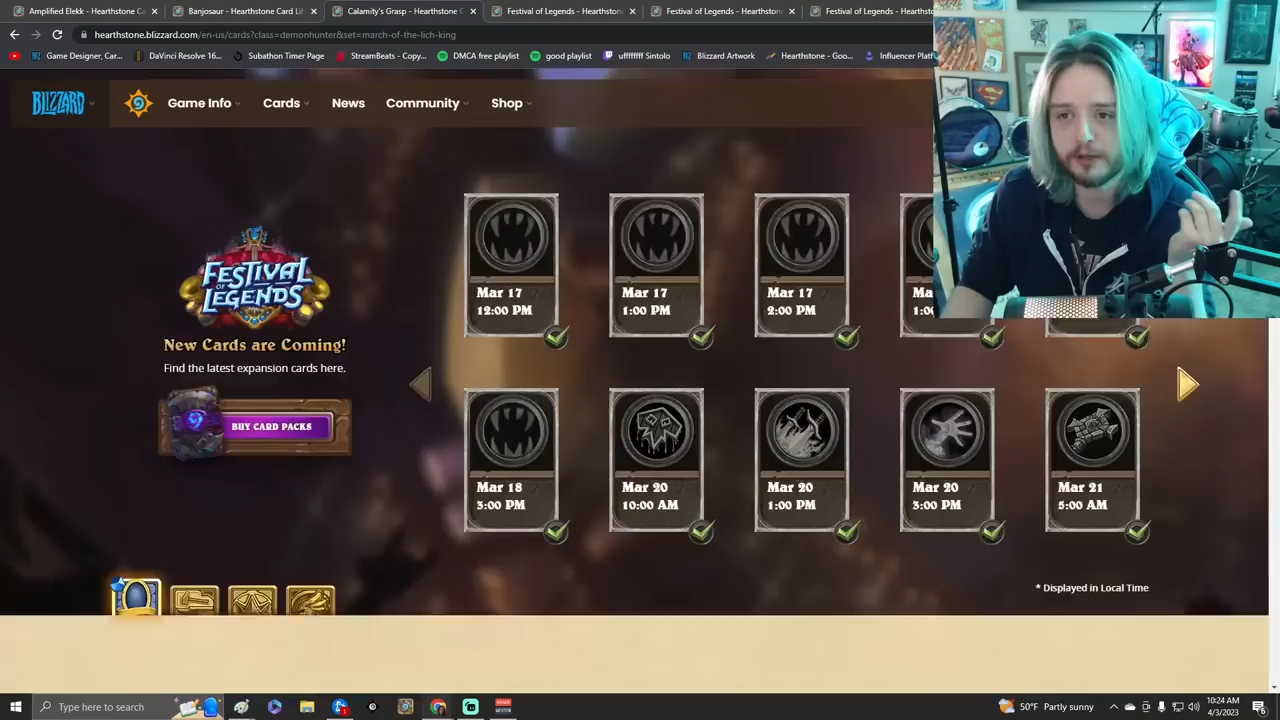 Amplified Elekk - Hearthstone Ca
Banjosaur - Hearthstone Card Lib
Calamity's Grasp - Hearthstone C
Festival of Legends - Hearthstone
Festival of Legends - Hearthstone
Festival of Legends - Hearthstone
hearthstone.blizzard.com/en-us/cards?class=demonhunter&set=march-of-the-lich-king
Game Designer, Car...
DaVinci Resolve 16...
Subathon Timer Page
StreamBeats - Copy...
DMCA free playlist
good playlist
uffffffff Sintolo
Blizzard Artwork
Hearthstone - Goo...
Influencer Platfor
BLIZZARD
Game Info
Cards
News
Community
Shop
FESTIVAL
OF
LEGENDS
New Cards are Coming!
Find the latest expansion cards here.
BUY CARD PACKS
Mar 17
12:00 PM
Mar 17
1:00 PM
Mar 17
2:00 PM
Mar 18
3:00 PM
Mar 20
10:00 AM
Mar 20
1:00 PM
Mar 20
3:00 PM
Mar 21
5:00 AM
* Displayed in Local Time
Type here to search
50°F Partly sunny
10:24 AM
4/3/2023